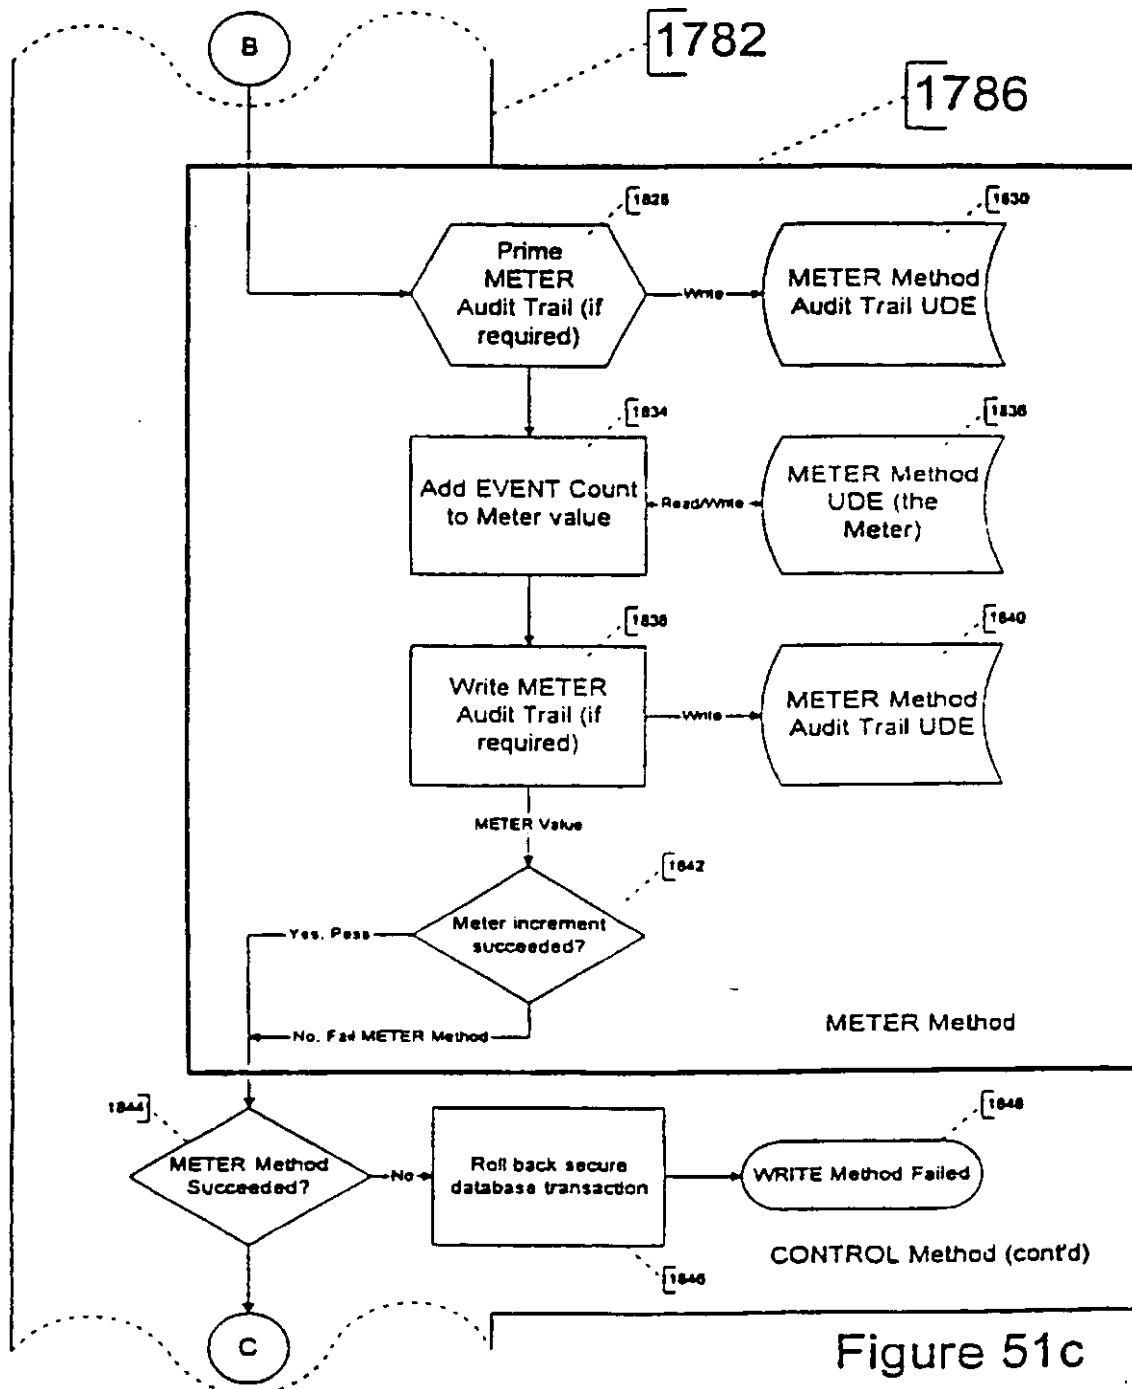 B
1782
1786
1828
Prime
METER
Audit Trail (if
required)
Write
1830
METER Method
Audit Trail UDE
1834
Add EVENT Count
to Meter value
Read/Write
1836
METER Method
UDE (the
Meter)
1838
Write METER
Audit Trail (if
required)
Write
1840
METER Method
Audit Trail UDE
METER Value
1842
Meter increment
succeeded?
Yes, Pass
No, Fail METER Method
METER Method
1844
METER Method
Succeeded?
No
Roll back secure
database transaction
1846
1848
WRITE Method Failed
CONTROL Method (cont'd)
C
Figure 51c